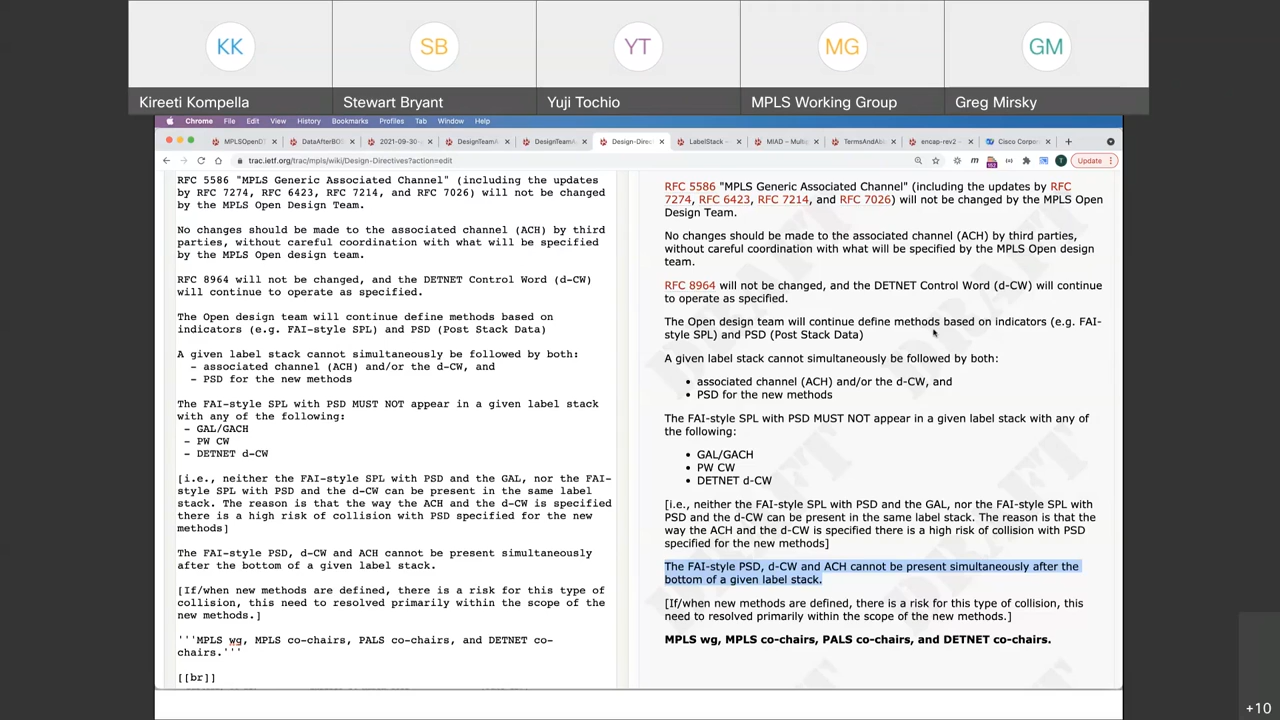 KK
SB
YT
MG
GM
Kireeti Kompella
Stewart Bryant
Yuji Tochio
MPLS Working Group
Greg Mirsky
Chrome File Edit View History Bookmarks Profiles Tab Window Help
MPLSOpenDT
DataAfterBOS
2021-09-30 -
DesignTeamA
DesignTeamA
Design-Direc
LabelStack -
MIAD – Multi
TermsAndAb
encap-rev2 -
Cisco Corpor
trac.ietf.org/trac/mpls/wiki/Design-Directives?action=edit
Update
RFC 5586 "MPLS Generic Associated Channel" (including the updates
by RFC 7274, RFC 6423, RFC 7214, and RFC 7026) will not be changed
by the MPLS Open Design Team.
No changes should be made to the associated channel (ACH) by third
parties, without careful coordination with what will be specified
by the MPLS Open design team.
RFC 8964 will not be changed, and the DETNET Control Word (d-CW)
will continue to operate as specified.
The Open design team will continue define methods based on
indicators (e.g. FAI-style SPL) and PSD (Post Stack Data)
A given label stack cannot simultaneously be followed by both:
- associated channel (ACH) and/or the d-CW, and
- PSD for the new methods
The FAI-style SPL with PSD MUST NOT appear in a given label stack
with any of the following:
- GAL/GACH
- PW CW
- DETNET d-CW
[i.e., neither the FAI-style SPL with PSD and the GAL, nor the FAI-
style SPL with PSD and the d-CW can be present in the same label
stack. The reason is that the way the ACH and the d-CW is specified
there is a high risk of collision with PSD specified for the new
methods]
The FAI-style PSD, d-CW and ACH cannot be present simultaneously
after the bottom of a given label stack.
[If/when new methods are defined, there is a risk for this type of
collision, this need to resolved primarily within the scope of the
new methods.]
'''MPLS wg, MPLS co-chairs, PALS co-chairs, and DETNET co-
chairs.'''
[[br]]
RFC 5586 "MPLS Generic Associated Channel" (including the updates by RFC
7274, RFC 6423, RFC 7214, and RFC 7026) will not be changed by the MPLS Open
Design Team.
No changes should be made to the associated channel (ACH) by third parties,
without careful coordination with what will be specified by the MPLS Open design
team.
RFC 8964 will not be changed, and the DETNET Control Word (d-CW) will continue
to operate as specified.
The Open design team will continue define methods based on indicators (e.g. FAI-
style SPL) and PSD (Post Stack Data)
A given label stack cannot simultaneously be followed by both:
• associated channel (ACH) and/or the d-CW, and
• PSD for the new methods
The FAI-style SPL with PSD MUST NOT appear in a given label stack with any of
the following:
• GAL/GACH
• PW CW
• DETNET d-CW
[i.e., neither the FAI-style SPL with PSD and the GAL, nor the FAI-style SPL with
PSD and the d-CW can be present in the same label stack. The reason is that the
way the ACH and the d-CW is specified there is a high risk of collision with PSD
specified for the new methods]
The FAI-style PSD, d-CW and ACH cannot be present simultaneously after the
bottom of a given label stack.
[If/when new methods are defined, there is a risk for this type of collision, this
need to resolved primarily within the scope of the new methods.]
MPLS wg, MPLS co-chairs, PALS co-chairs, and DETNET co-chairs.
DRAFT
DRAFT
DRAFT
DRAFT
+10